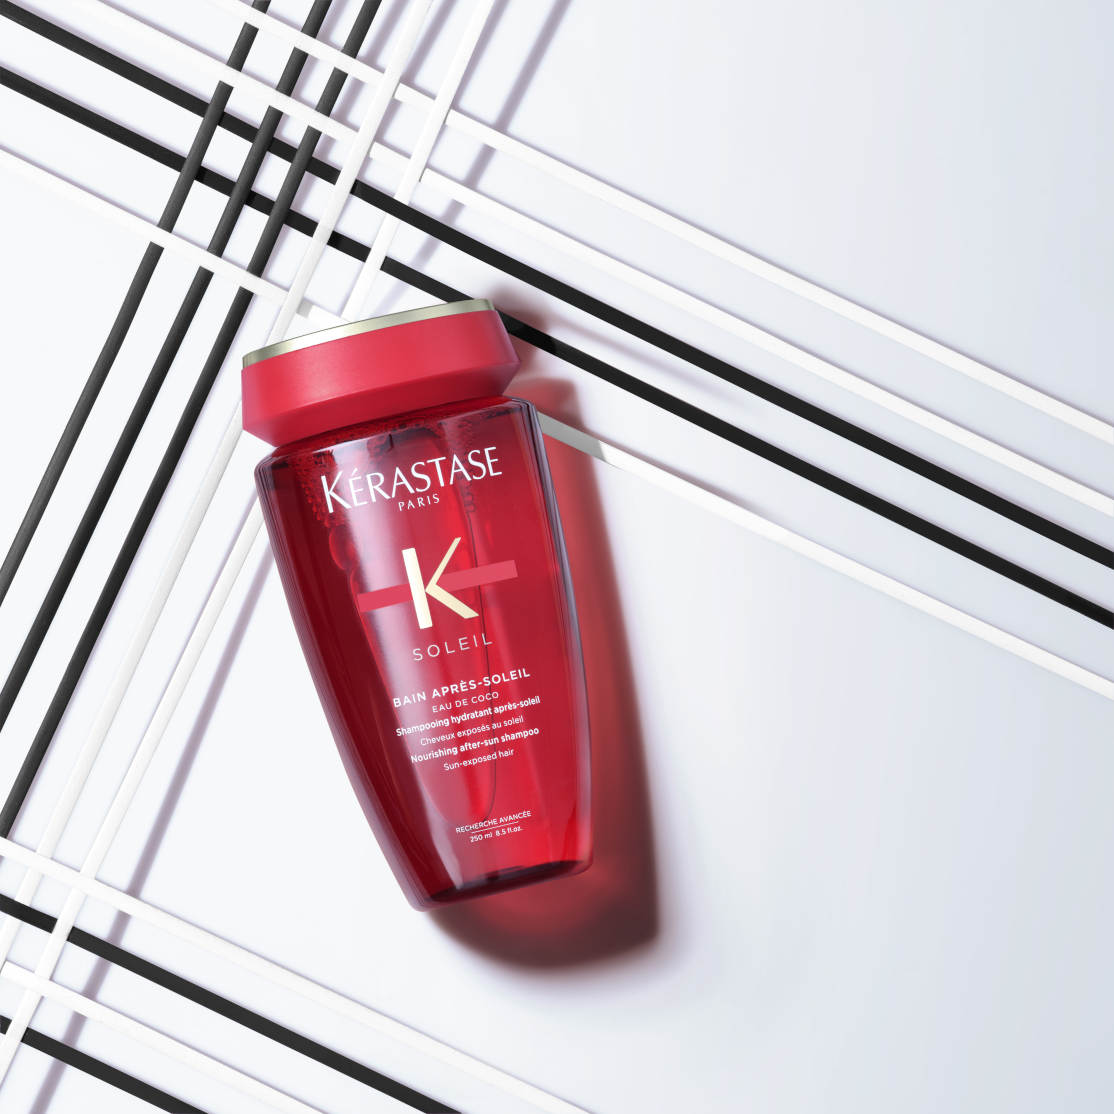 KÉRASTASE
PARIS
K
SOLEIL
BAIN APRÈS-SOLEIL
EAU DE COCO
Shampooing hydratant après-soleil
Cheveux exposés au soleil
Nourishing after-sun shampoo
Sun-exposed hair
RECHERCHE AVANCÉE
250 ml 8.5 fl.oz.